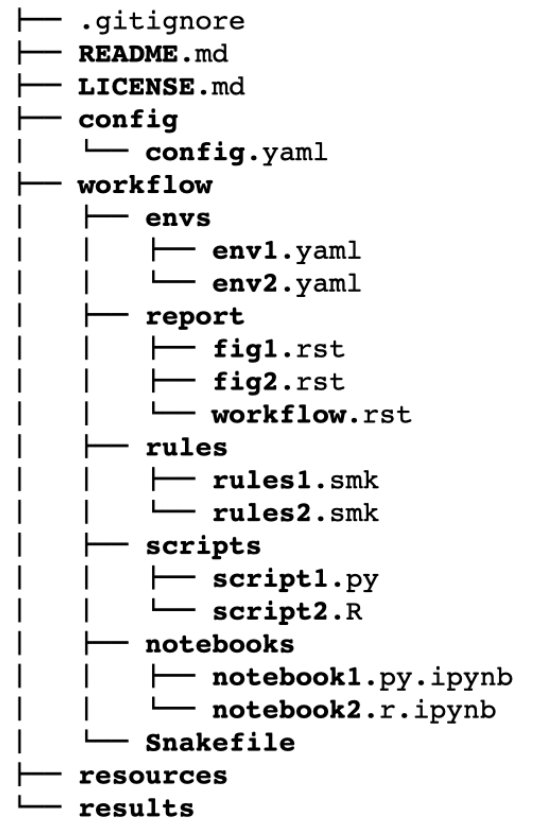 ├── .gitignore
├── README.md
├── LICENSE.md
├── config
│   └── config.yaml
├── workflow
│   ├── envs
│   │   ├── env1.yaml
│   │   └── env2.yaml
│   ├── report
│   │   ├── fig1.rst
│   │   ├── fig2.rst
│   │   └── workflow.rst
│   ├── rules
│   │   ├── rules1.smk
│   │   └── rules2.smk
│   ├── scripts
│   │   ├── script1.py
│   │   └── script2.R
│   ├── notebooks
│   │   ├── notebook1.py.ipynb
│   │   └── notebook2.r.ipynb
│   └── Snakefile
├── resources
└── results